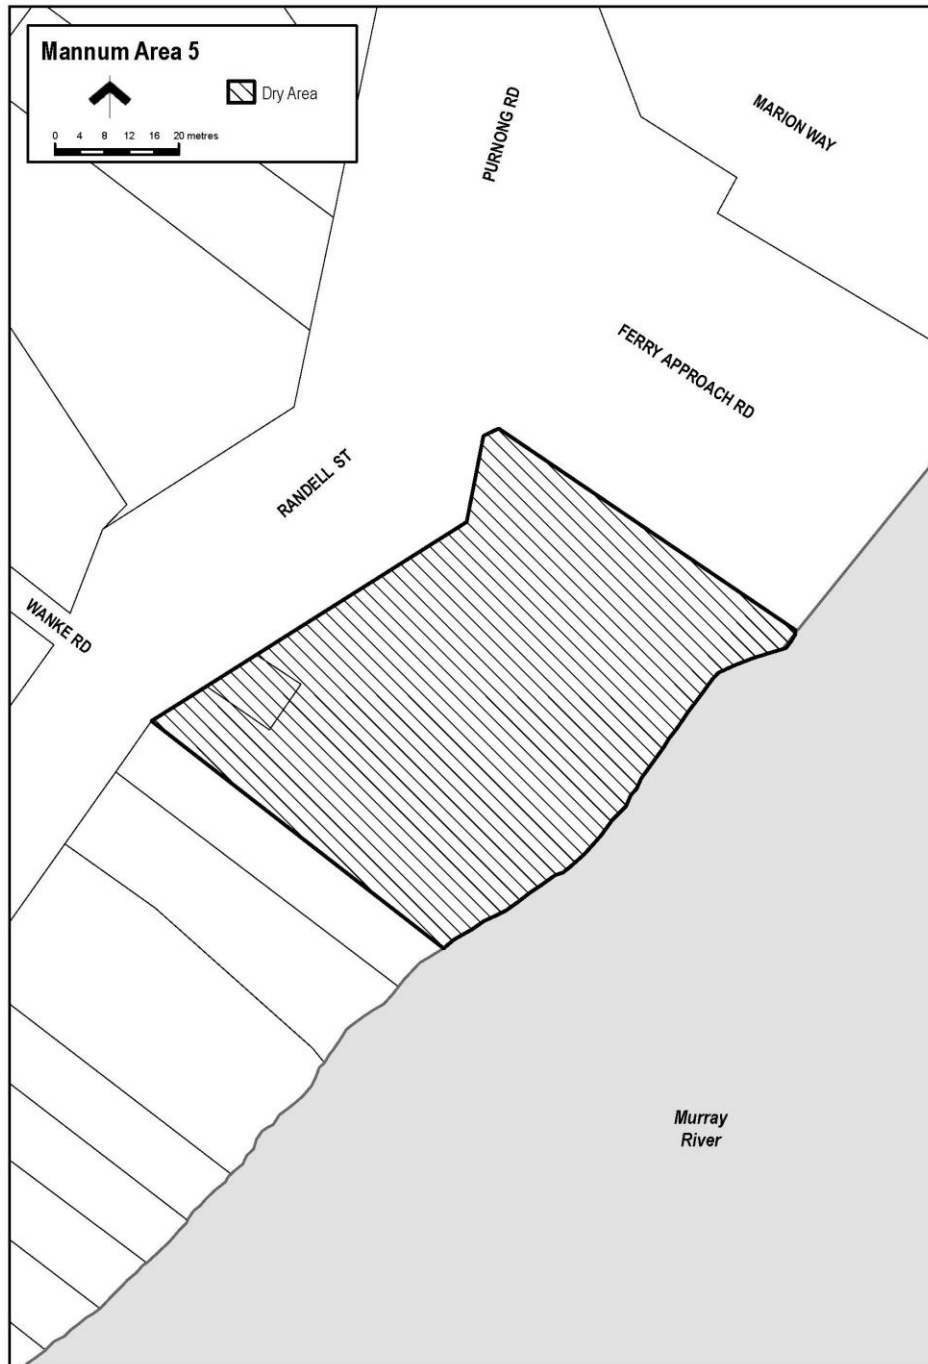 Mannum Area 5
Dry Area
0 4 8 12 16 20 metres
PURNONG RD
MARION WAY
FERRY APPROACH RD
RANDELL ST
WANKE RD
Murray
River